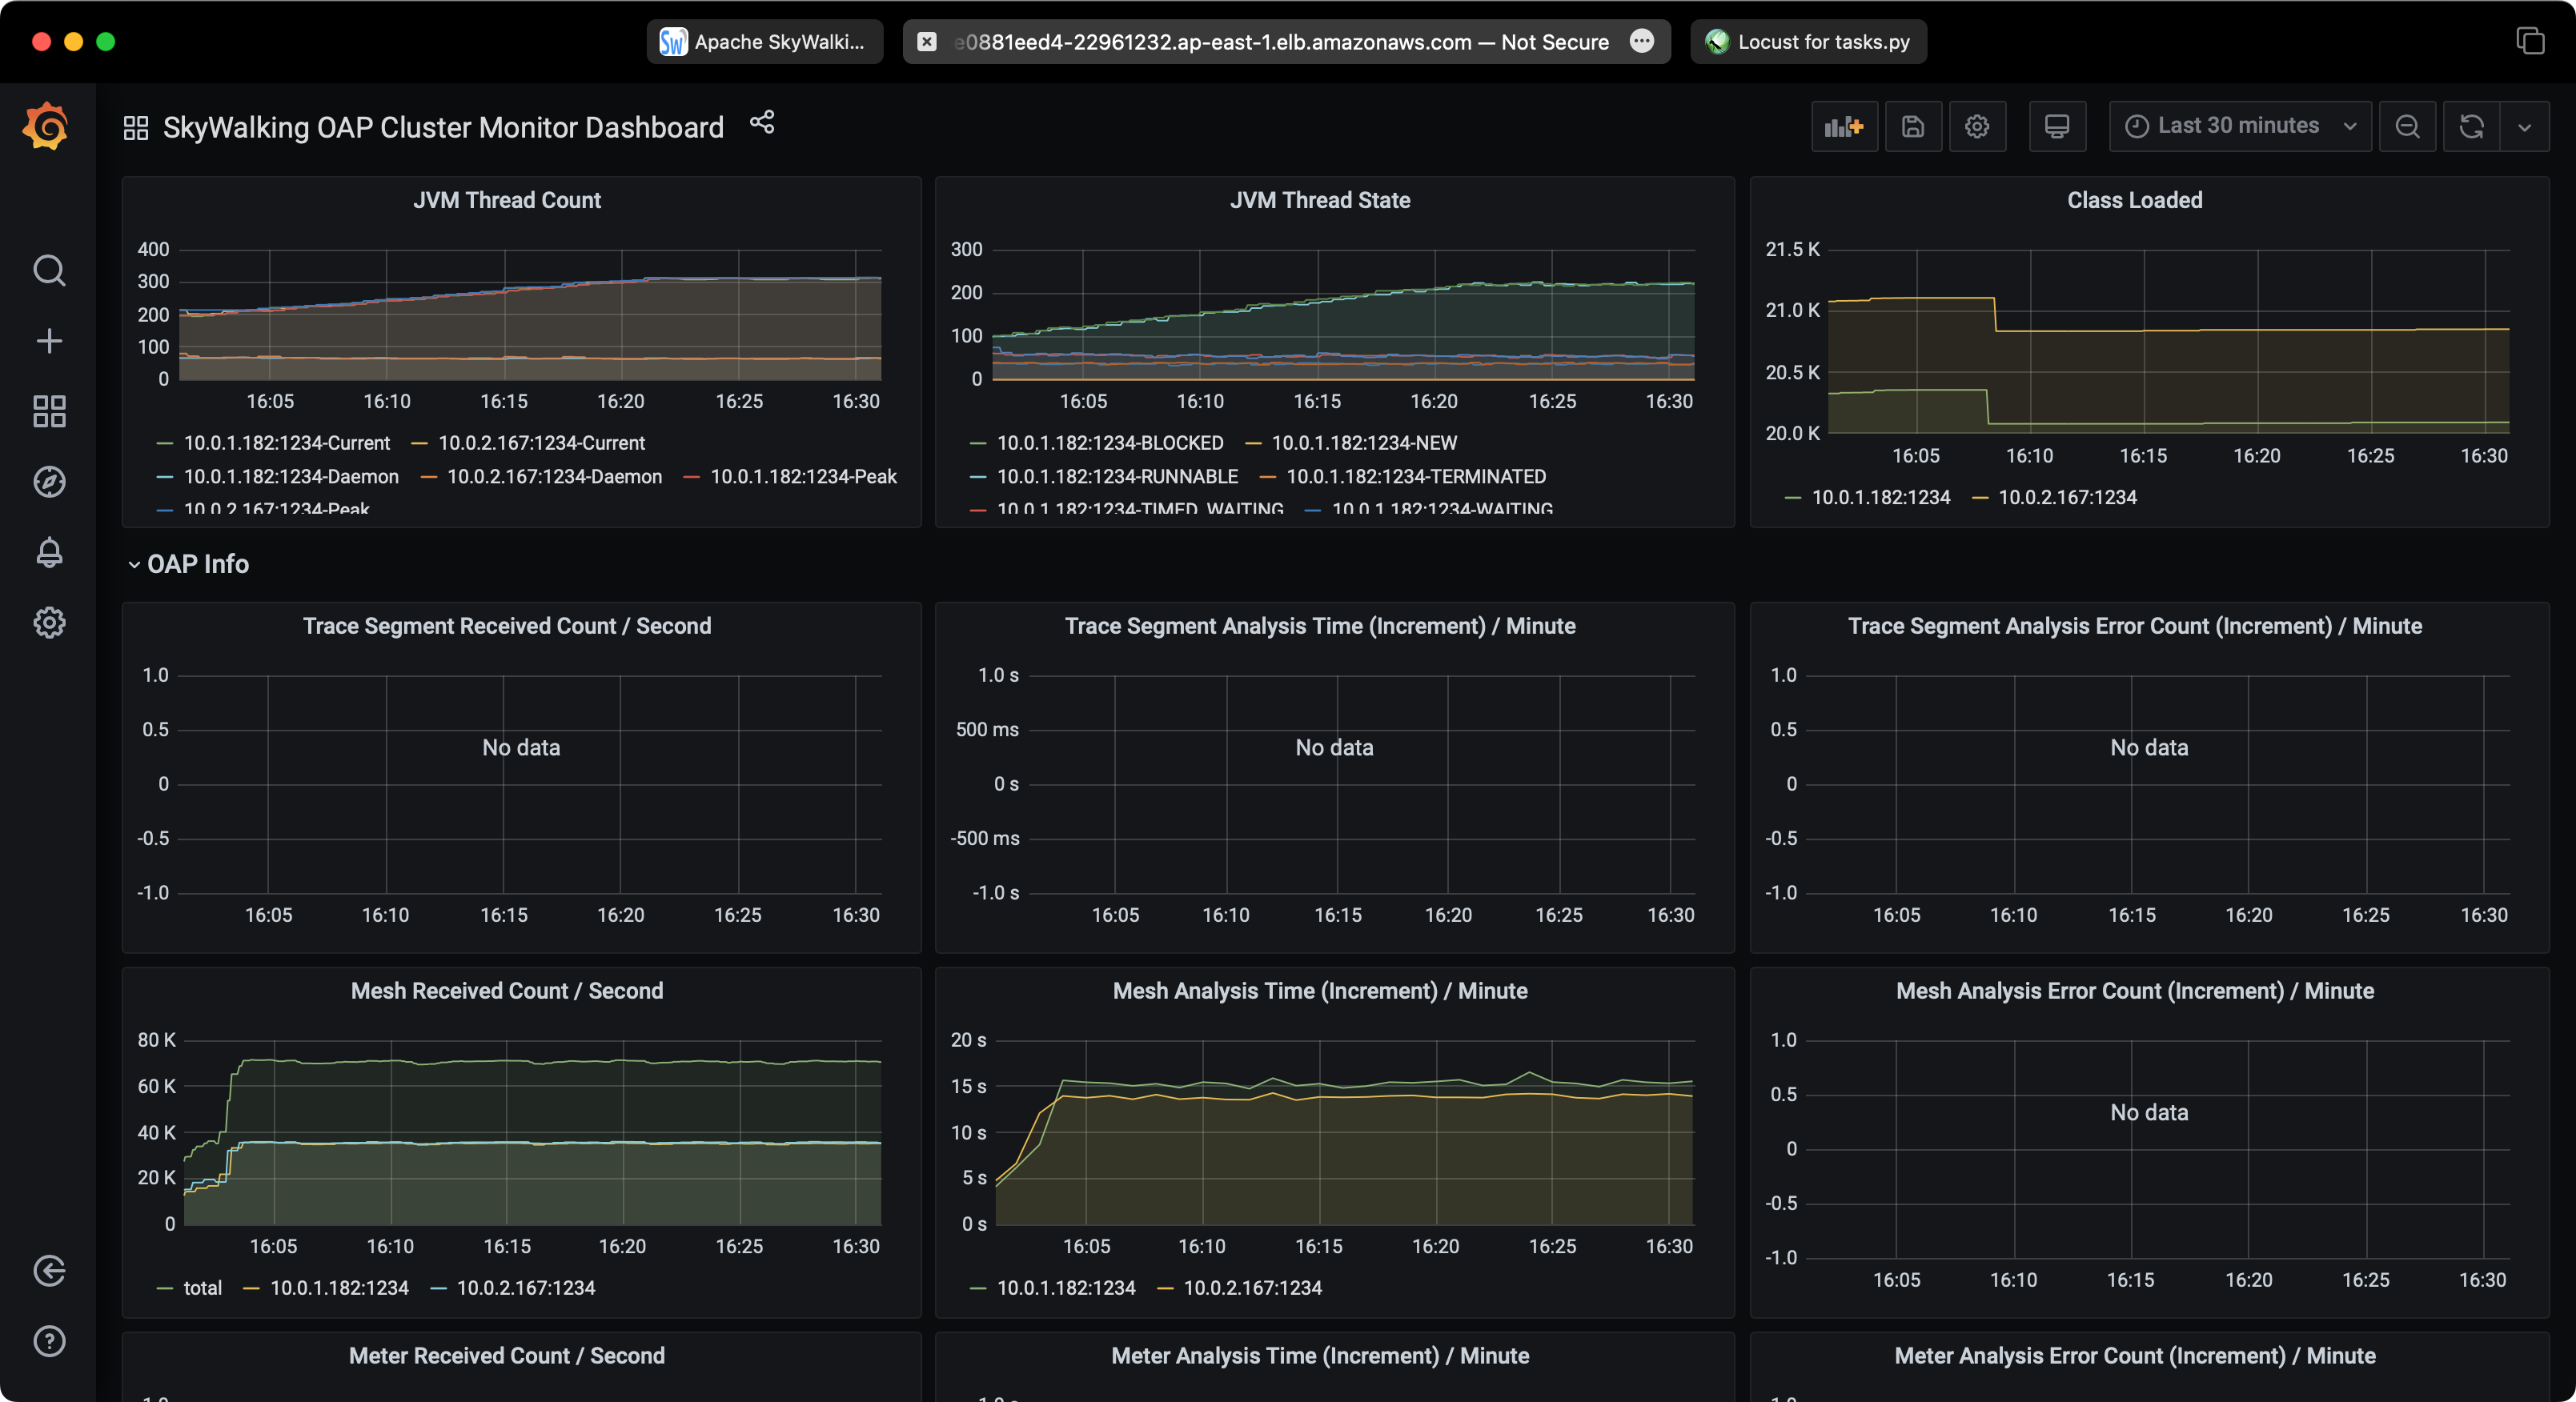 Apache SkyWalki... e0881eed4-22961232.ap-east-1.elb.amazonaws.com — Not Secure Locust for tasks.py
SkyWalking OAP Cluster Monitor Dashboard Last 30 minutes
JVM Thread Count
400
300
200
100
0
16:05 16:10 16:15 16:20 16:25 16:30
10.0.1.182:1234-Current 10.0.2.167:1234-Current
10.0.1.182:1234-Daemon 10.0.2.167:1234-Daemon 10.0.1.182:1234-Peak
10.0.2.167:1234-Peak
JVM Thread State
300
200
100
0
16:05 16:10 16:15 16:20 16:25 16:30
10.0.1.182:1234-BLOCKED 10.0.1.182:1234-NEW
10.0.1.182:1234-RUNNABLE 10.0.1.182:1234-TERMINATED
10.0.1.182:1234-TIMED_WAITING 10.0.1.182:1234-WAITING
Class Loaded
21.5 K
21.0 K
20.5 K
20.0 K
16:05 16:10 16:15 16:20 16:25 16:30
10.0.1.182:1234 10.0.2.167:1234
OAP Info
Trace Segment Received Count / Second
1.0
0.5
No data
0
-0.5
-1.0
16:05 16:10 16:15 16:20 16:25 16:30
Trace Segment Analysis Time (Increment) / Minute
1.0 s
500 ms
No data
0 s
-500 ms
-1.0 s
16:05 16:10 16:15 16:20 16:25 16:30
Trace Segment Analysis Error Count (Increment) / Minute
1.0
0.5
No data
0
-0.5
-1.0
16:05 16:10 16:15 16:20 16:25 16:30
Mesh Received Count / Second
80 K
60 K
40 K
20 K
0
16:05 16:10 16:15 16:20 16:25 16:30
total 10.0.1.182:1234 10.0.2.167:1234
Mesh Analysis Time (Increment) / Minute
20 s
15 s
10 s
5 s
0 s
16:05 16:10 16:15 16:20 16:25 16:30
10.0.1.182:1234 10.0.2.167:1234
Mesh Analysis Error Count (Increment) / Minute
1.0
0.5
No data
0
-0.5
-1.0
16:05 16:10 16:15 16:20 16:25 16:30
Meter Received Count / Second
Meter Analysis Time (Increment) / Minute
Meter Analysis Error Count (Increment) / Minute